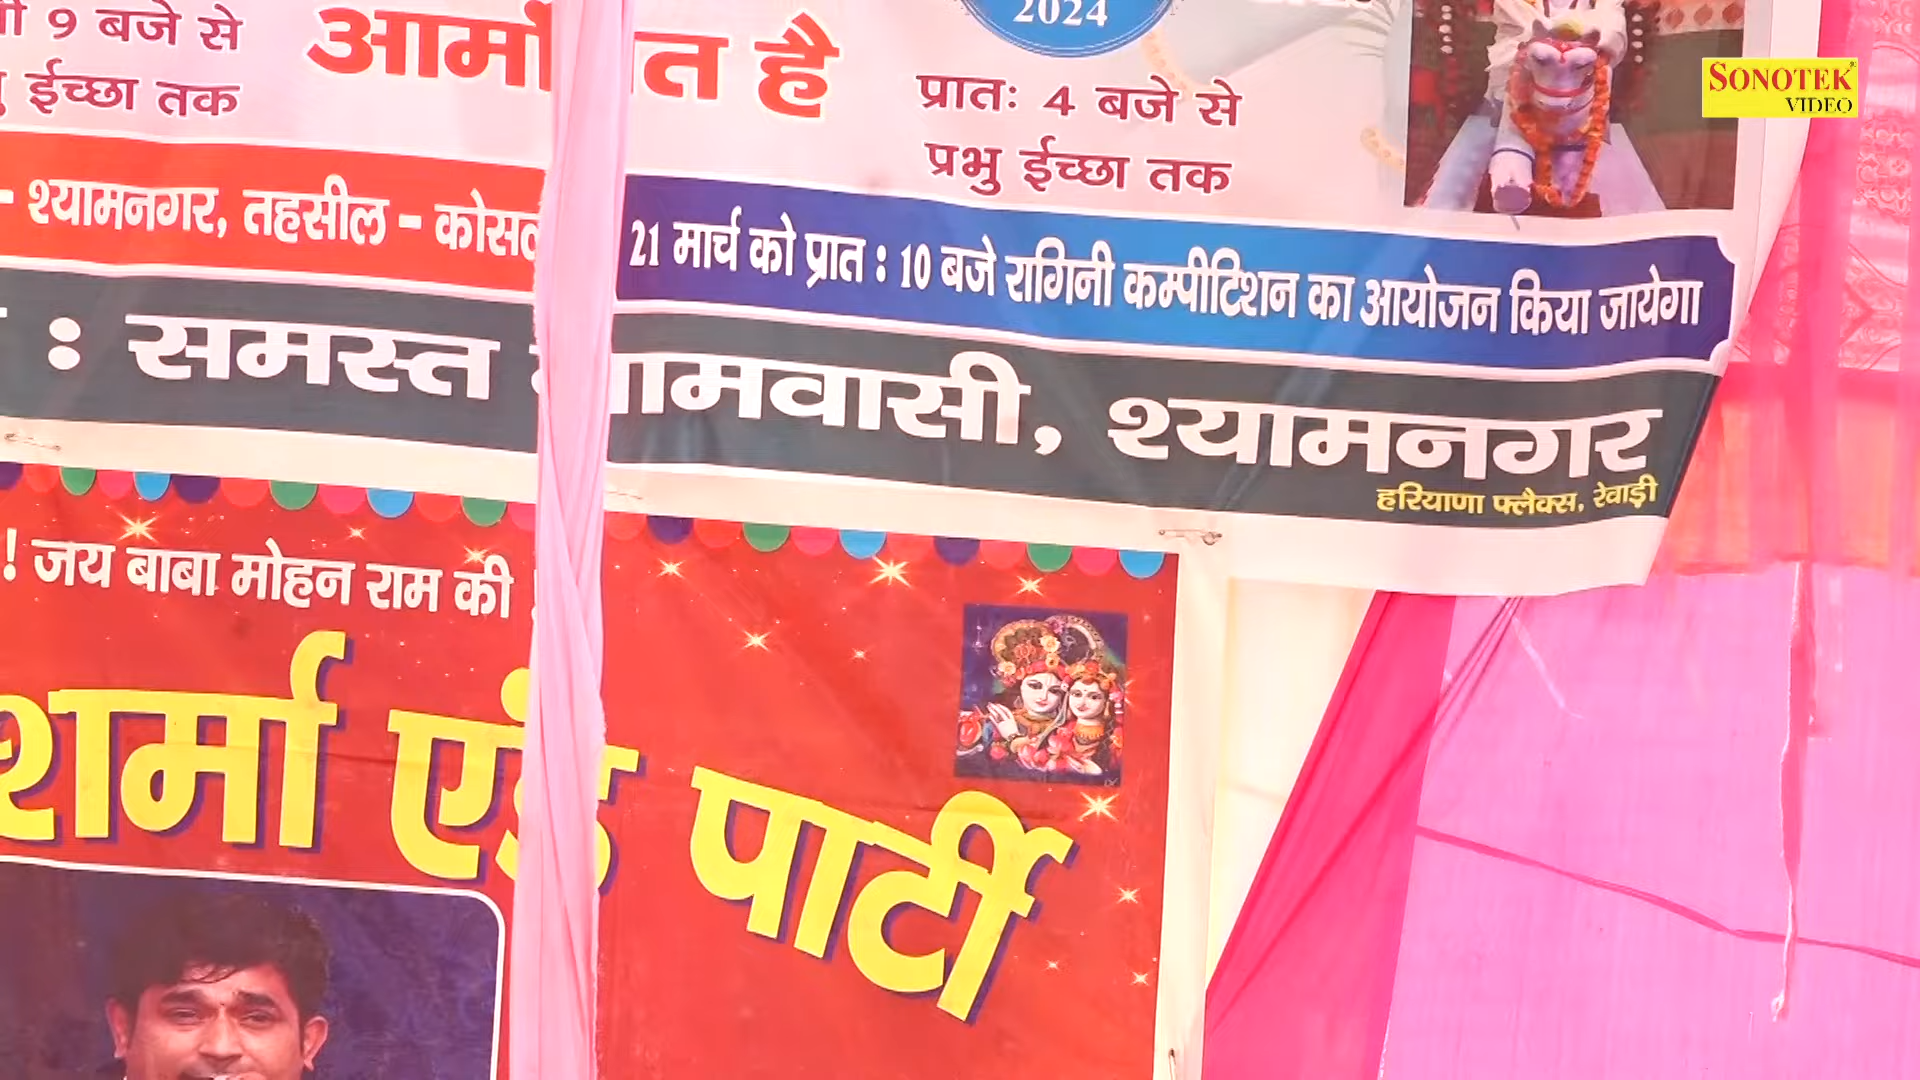 2024
SONOTEK
VIDEO
9 बजे से
ईच्छा तक
है
प्रातः 4 बजे से
प्रभु ईच्छा तक
- श्यामनगर, तहसील -
21 मार्च को प्रात : 10 बजे रागिनी कम्पीटिशन का आयोजन किया जायेगा
: समस्त ग्रामवासी, श्यामनगर
हरियाणा फ्लैक्स, रेवाड़ी
! जय बाबा मोहन राम की
शर्मा एंड पार्टी